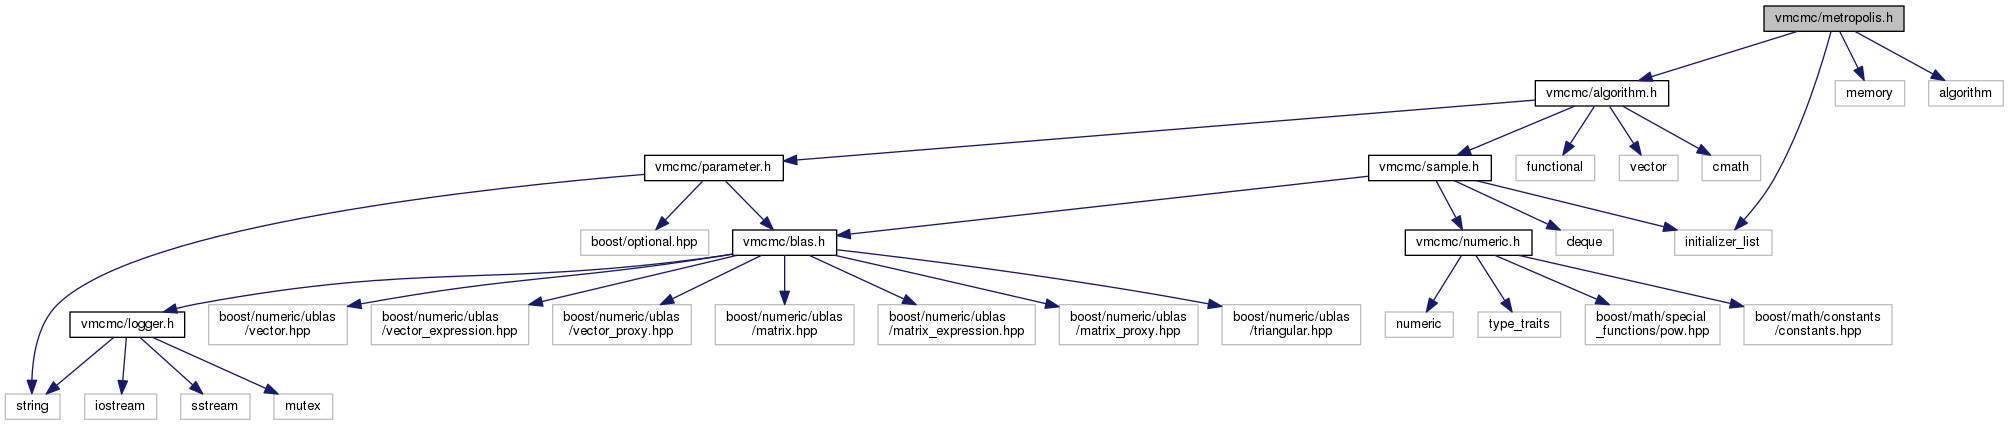 vmcmc/metropolis.h
vmcmc/algorithm.h
memory
algorithm
vmcmc/parameter.h
vmcmc/sample.h
functional
vector
cmath
boost/optional.hpp
vmcmc/blas.h
vmcmc/numeric.h
deque
initializer_list
vmcmc/logger.h
boost/numeric/ublas
/vector.hpp
boost/numeric/ublas
/vector_expression.hpp
boost/numeric/ublas
/vector_proxy.hpp
boost/numeric/ublas
/matrix.hpp
boost/numeric/ublas
/matrix_expression.hpp
boost/numeric/ublas
/matrix_proxy.hpp
boost/numeric/ublas
/triangular.hpp
numeric
type_traits
boost/math/special
_functions/pow.hpp
boost/math/constants
/constants.hpp
string
iostream
sstream
mutex